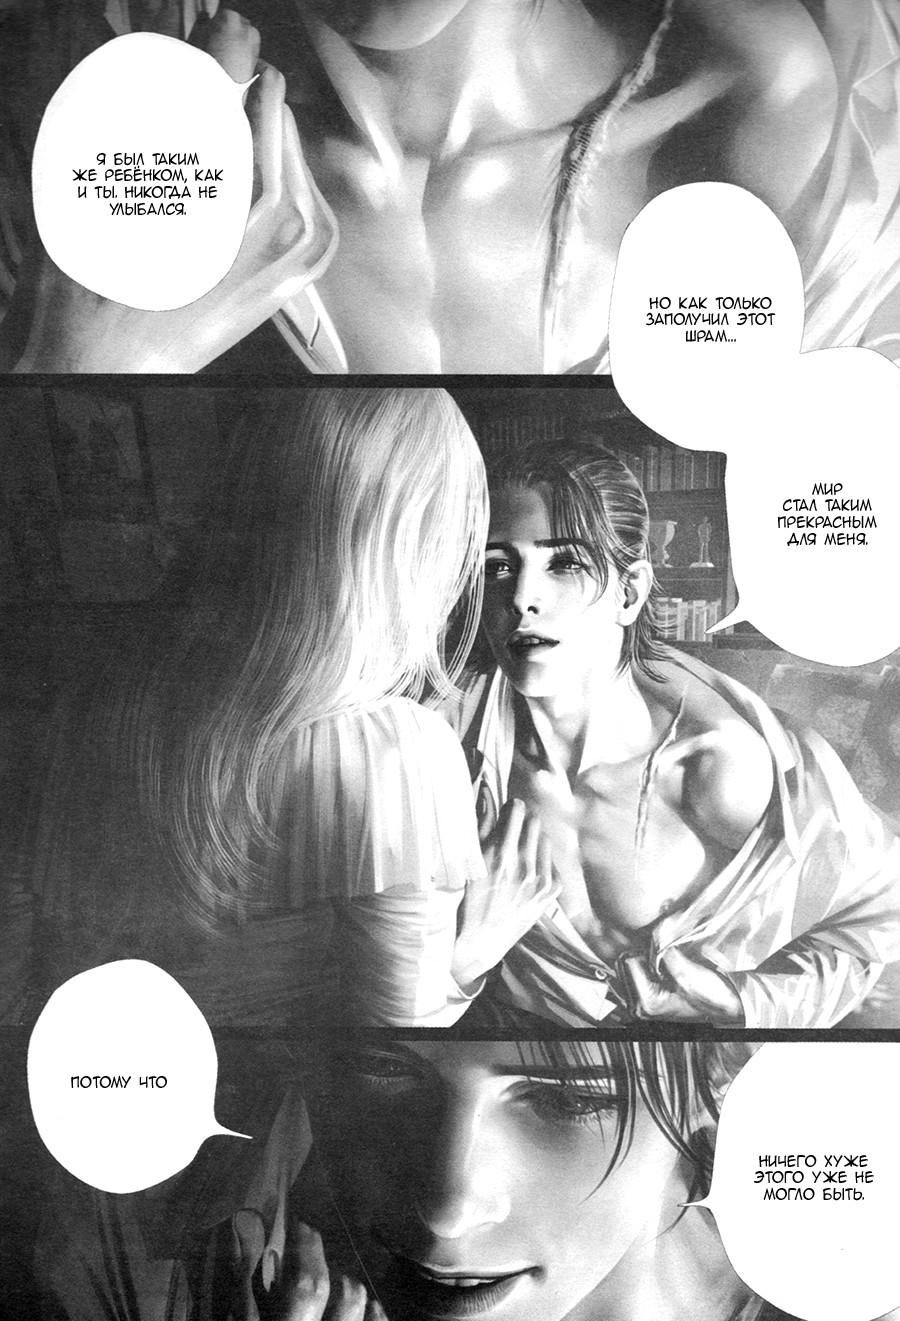 Я БЫЛ ТАКИМ
ЖЕ РЕБЁНКОМ, КАК
И ТЫ. НИКОГДА НЕ
УЛЫБАЛСЯ.
НО КАК ТОЛЬКО
ЗАПОЛУЧИЛ ЭТОТ
ШРАМ...
МИР
СТАЛ ТАКИМ
ПРЕКРАСНЫМ
ДЛЯ МЕНЯ.
ПОТОМУ ЧТО
НИЧЕГО ХУЖЕ
ЭТОГО УЖЕ НЕ
МОГЛО БЫТЬ.